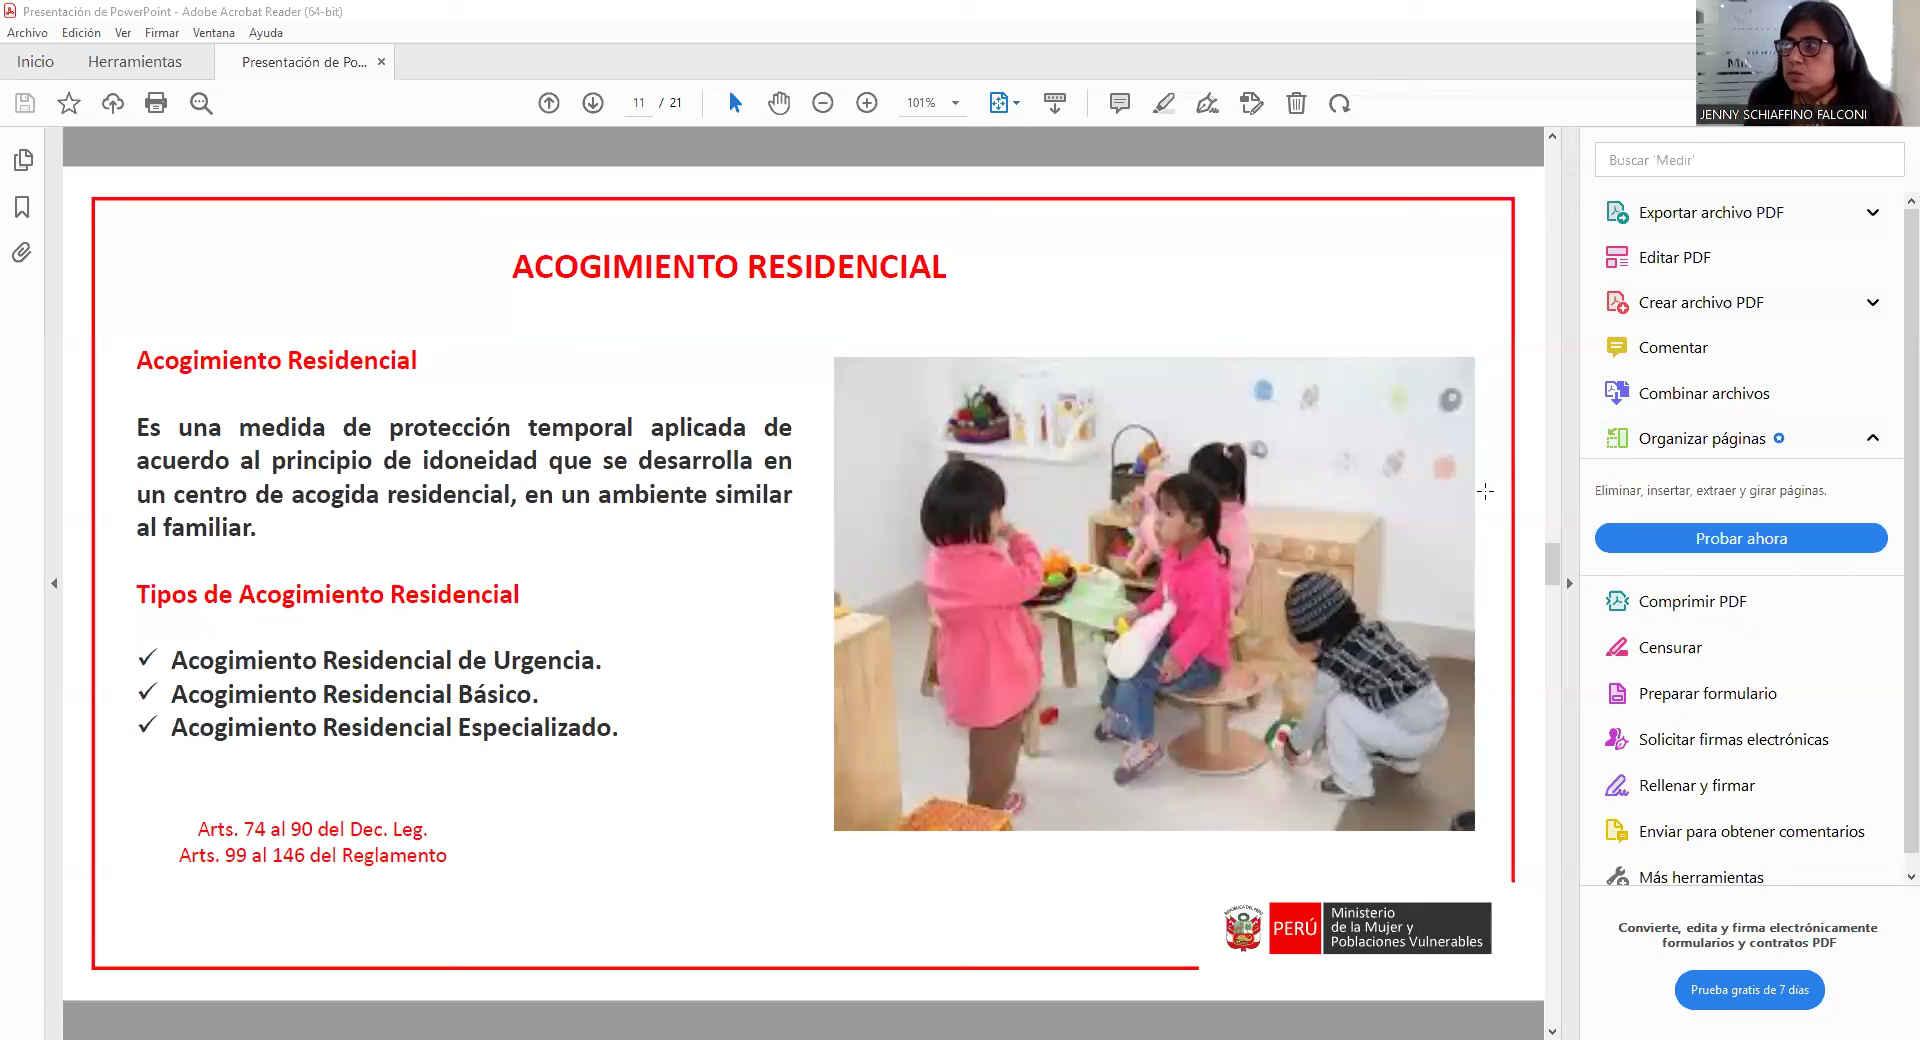 Presentación de PowerPoint - Adobe Acrobat Reader (64-bit)
Archivo Edición Ver Firmar Ventana Ayuda
Inicio Herramientas Presentación de Po... ×
11 / 21 101%
JENNY SCHIAFFINO FALCONI
ACOGIMIENTO RESIDENCIAL
Acogimiento Residencial
Es una medida de protección temporal aplicada de
acuerdo al principio de idoneidad que se desarrolla en
un centro de acogida residencial, en un ambiente similar
al familiar.
Tipos de Acogimiento Residencial
✓ Acogimiento Residencial de Urgencia.
✓ Acogimiento Residencial Básico.
✓ Acogimiento Residencial Especializado.
Arts. 74 al 90 del Dec. Leg.
Arts. 99 al 146 del Reglamento
PERÚ
Ministerio
de la Mujer y
Poblaciones Vulnerables
Buscar 'Medir'
Exportar archivo PDF
Editar PDF
Crear archivo PDF
Comentar
Combinar archivos
Organizar páginas
Eliminar, insertar, extraer y girar páginas.
Probar ahora
Comprimir PDF
Censurar
Preparar formulario
Solicitar firmas electrónicas
Rellenar y firmar
Enviar para obtener comentarios
Más herramientas
Convierte, edita y firma electrónicamente
formularios y contratos PDF
Prueba gratis de 7 días